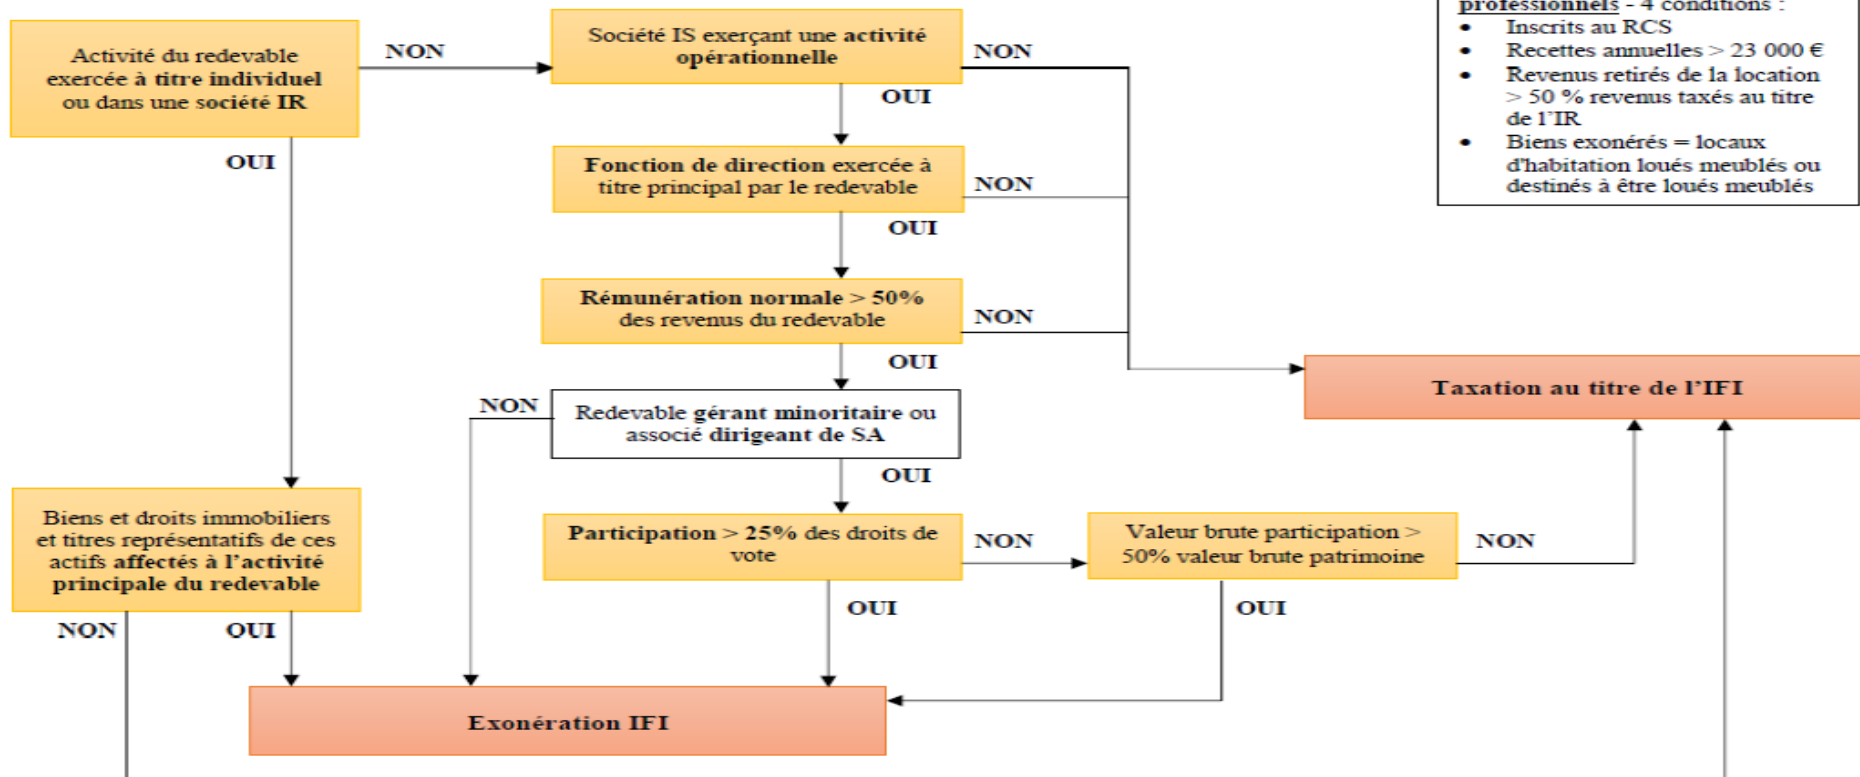 professionnels - 4 conditions :
• Inscrits au RCS
• Recettes annuelles > 23 000 €
• Revenus retirés de la location
> 50 % revenus taxés au titre
de l'IR
• Biens exonérés = locaux
d'habitation loués meublés ou
destinés à être loués meublés
Activité du redevable
exercée à titre individuel
ou dans une société IR
NON
Société IS exerçant une activité
opérationnelle
NON
OUI
OUI
Fonction de direction exercée à
titre principal par le redevable
NON
OUI
Rémunération normale > 50%
des revenus du redevable
NON
OUI
Taxation au titre de l'IFI
NON
Redevable gérant minoritaire ou
associé dirigeant de SA
OUI
Biens et droits immobiliers
et titres représentatifs de ces
actifs affectés à l'activité
principale du redevable
Participation > 25% des droits de
vote
NON
Valeur brute participation >
50% valeur brute patrimoine
NON
NON
OUI
OUI
OUI
Exonération IFI